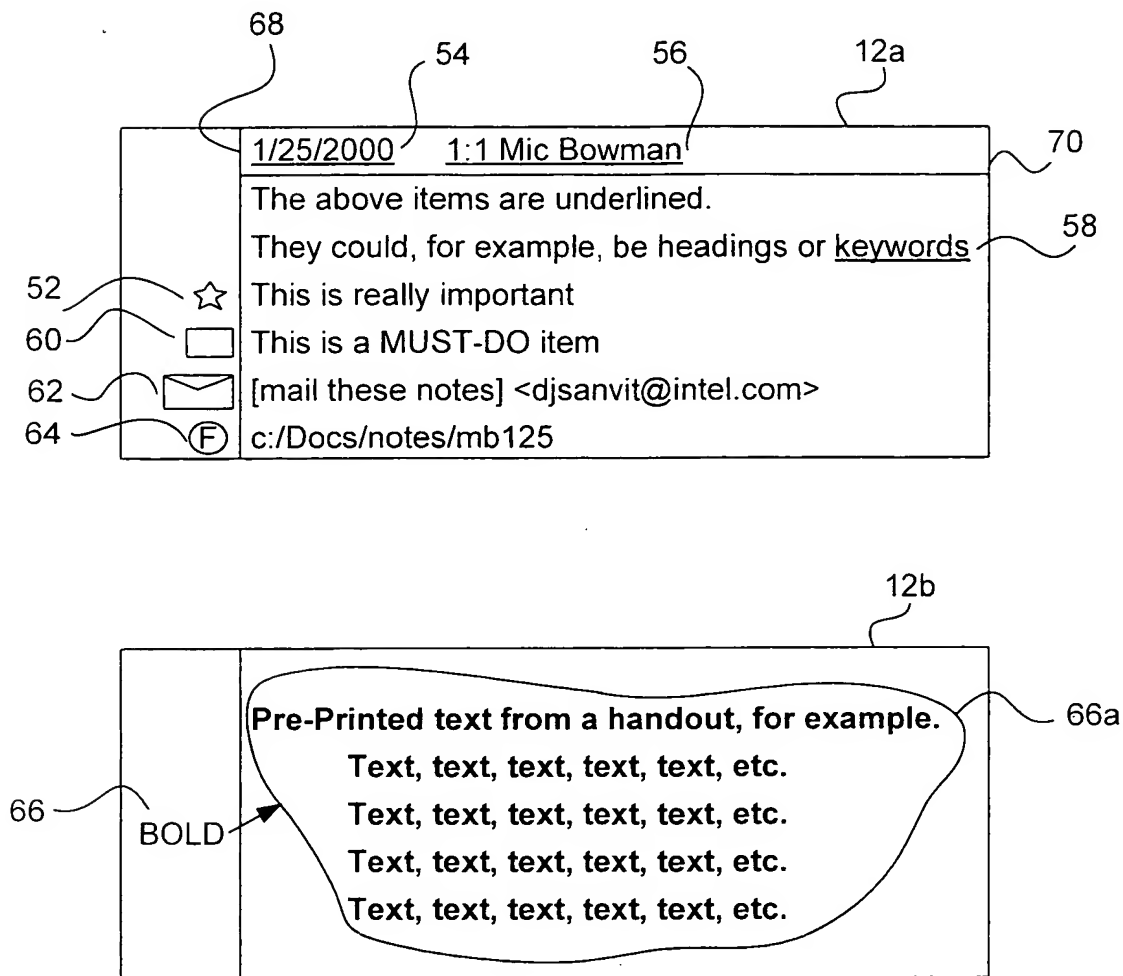 68
54
56
12a
1/25/2000 1:1 Mic Bowman
70
The above items are underlined.
They could, for example, be headings or keywords
58
52
This is really important
60
This is a MUST-DO item
62
[mail these notes] <djsanvit@intel.com>
64
F
c:/Docs/notes/mb125
12b
Pre-Printed text from a handout, for example.
66a
Text, text, text, text, text, etc.
66
BOLD
Text, text, text, text, text, etc.
Text, text, text, text, text, etc.
Text, text, text, text, text, etc.